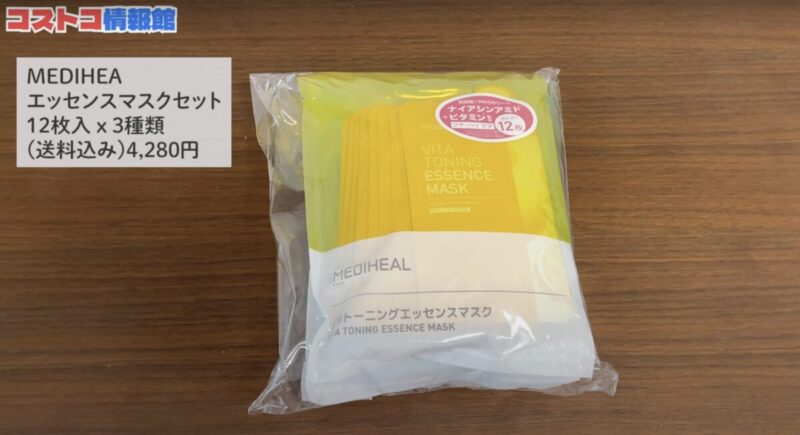 コストコ情報館
MEDIHEA
エッセンスマスクセット
12枚入 x 3種類
(送料込み)4,280円
ナイアシンアミド
+ビタミン
12枚
VITA
TONING
ESSENCE
MASK
MEDIHEAL
トーニングエッセンスマスク
TONING ESSENCE MASK